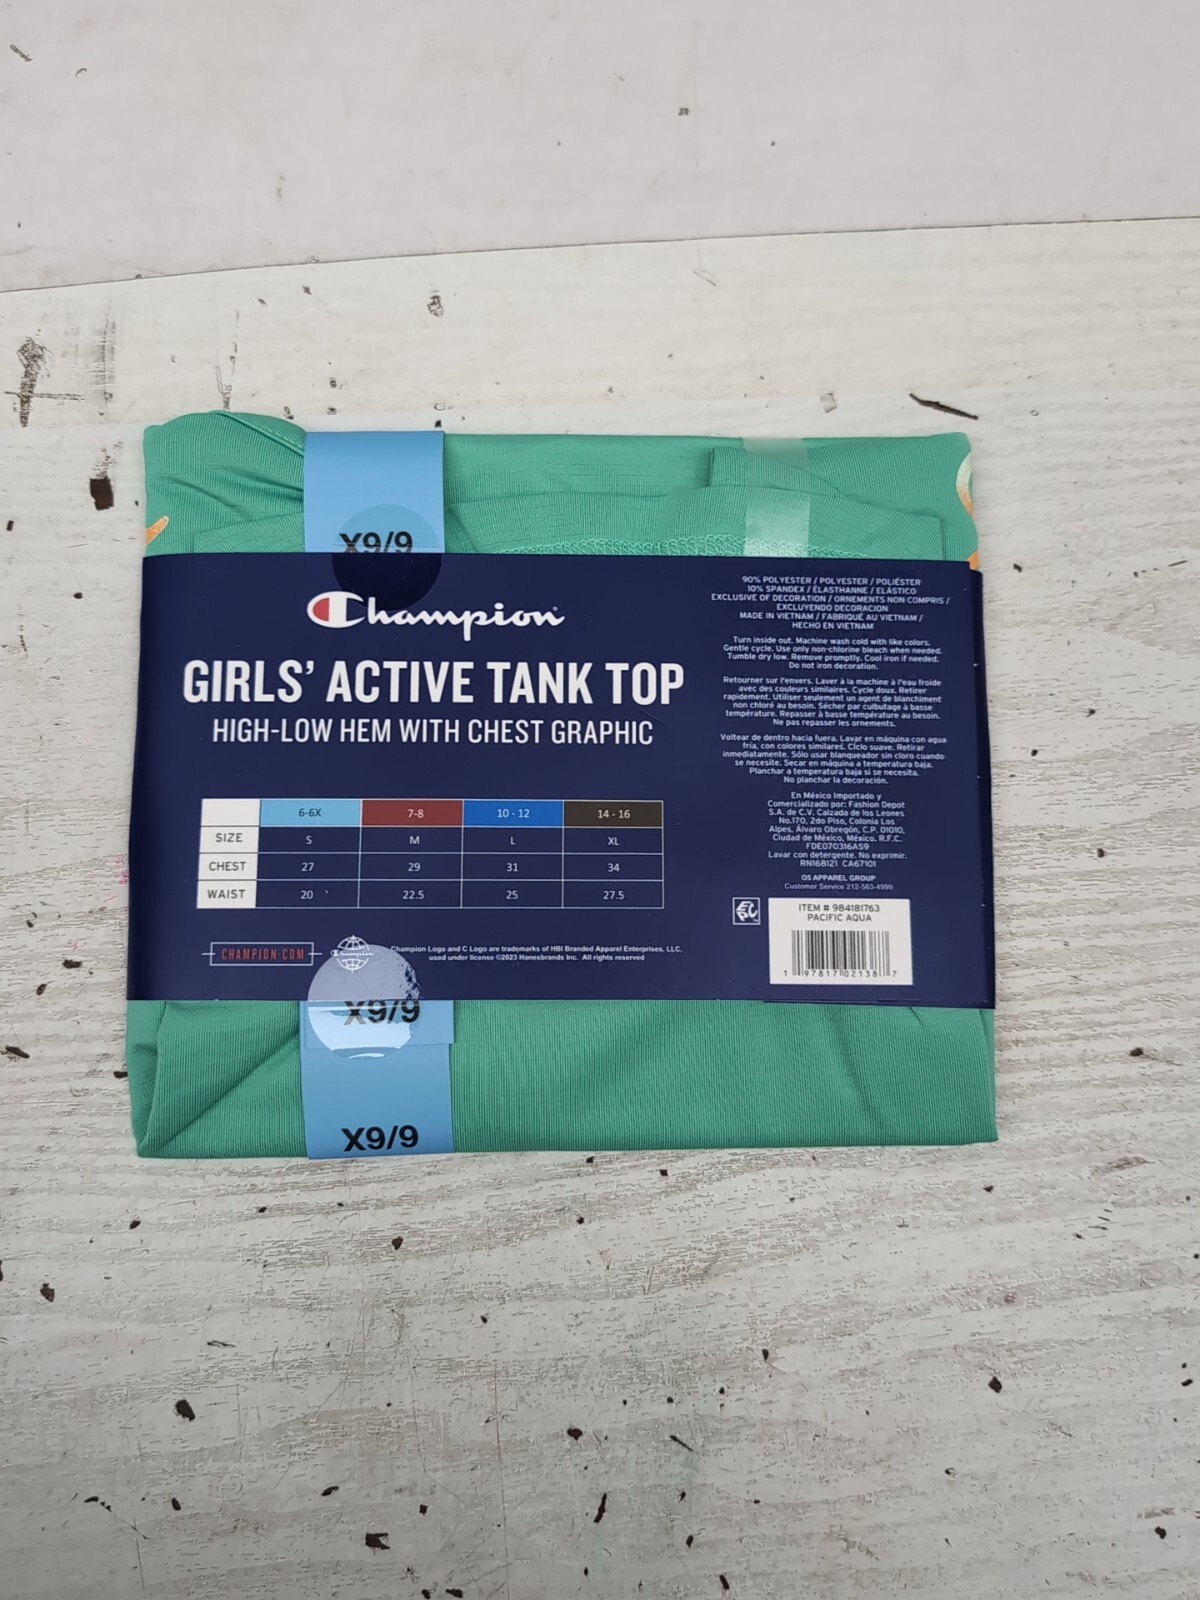 X9/9
Champion
GIRLS' ACTIVE TANK TOP
HIGH-LOW HEM WITH CHEST GRAPHIC
6-6X 7-8 10 - 12 14 - 16
SIZE S M L XL
CHEST 27 29 31 34
WAIST 20 22.5 25 27.5
CHAMPION.COM
Champion
Champion Logo and C Logo are trademarks of HBI Branded Apparel Enterprises, LLC,
used under license ©2023 Hanesbrands Inc. All rights reserved
90% POLYESTER / POLYESTER / POLIÉSTER
10% SPANDEX / ÉLASTHANNE / ELÁSTICO
EXCLUSIVE OF DECORATION / ORNEMENTS NON COMPRIS /
EXCLUYENDO DECORACION
MADE IN VIETNAM / FABRIQUÉ AU VIETNAM /
HECHO EN VIETNAM
Turn inside out. Machine wash cold with like colors.
Gentle cycle. Use only non-chlorine bleach when needed.
Tumble dry low. Remove promptly. Cool iron if needed.
Do not iron decoration.
Retourner sur l'envers. Laver à la machine à l'eau froide
avec des couleurs similaires. Cycle doux. Retirer
rapidement. Utiliser seulement un agent de blanchiment
non chloré au besoin. Sécher par culbutage à basse
température. Repasser à basse température au besoin.
Ne pas repasser les ornements.
Voltear de dentro hacia fuera. Lavar en máquina con agua
fría, con colores similares. Ciclo suave. Retirar
inmediatamente. Sólo usar blanqueador sin cloro cuando
se necesite. Secar en máquina a temperatura baja.
Planchar a temperatura baja si se necesita.
No planchar la decoración.
En México Importado y
Comercializado por: Fashion Depot
S.A. de C.V. Calzada de los Leones
No.170, 2do Piso, Colonia Los
Alpes, Álvaro Obregón, C.P. 01010,
Ciudad de México, México. R.F.C.
FDE070316AS9
Lavar con detergente. No exprimir.
RN168121 CA67101
O5 APPAREL GROUP
Customer Service 212-563-4999
ITEM # 984181763
PACIFIC AQUA
1 97817 02138 7
X9/9
X9/9